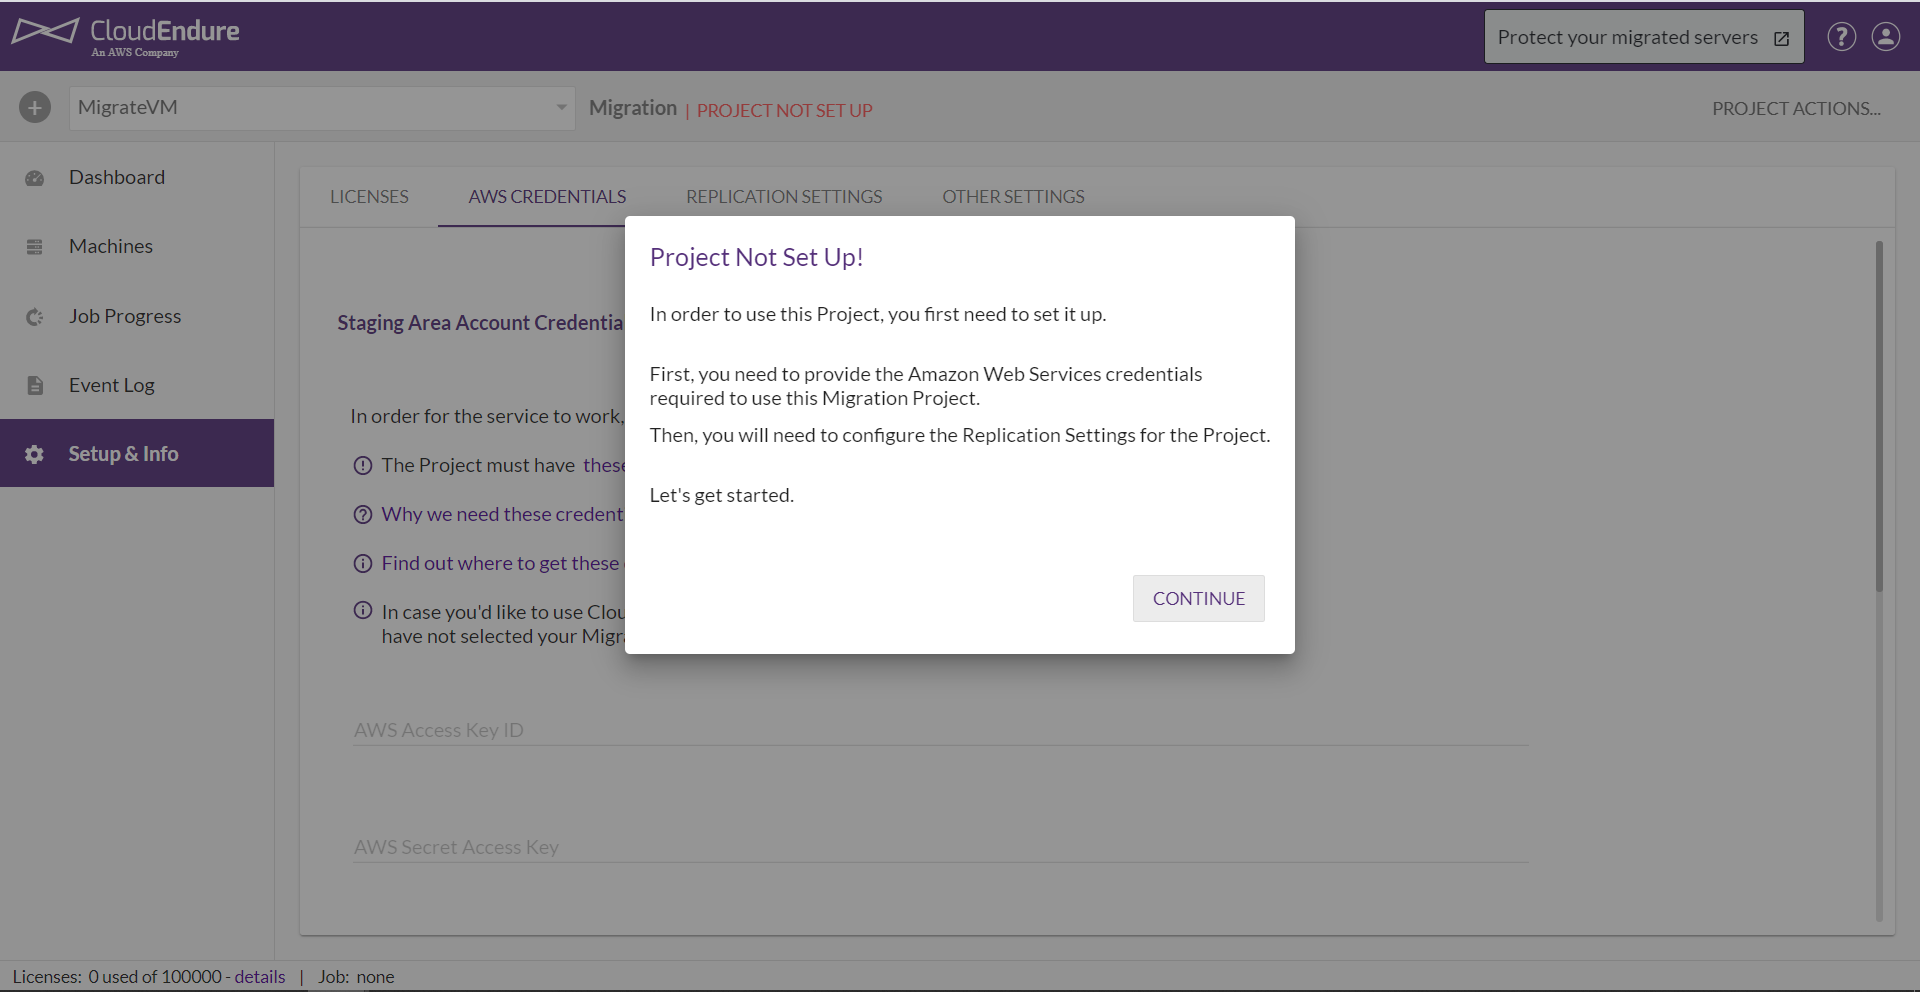 CloudEndure
An AWS Company
Protect your migrated servers
MigrateVM
Migration | PROJECT NOT SET UP
PROJECT ACTIONS...
Dashboard
Machines
Job Progress
Event Log
Setup & Info
LICENSES
AWS CREDENTIALS
REPLICATION SETTINGS
OTHER SETTINGS
Staging Area Account Credentia
In order for the service to work,
The Project must have these
Why we need these credent
Find out where to get these
In case you'd like to use Clou
have not selected your Migr
AWS Access Key ID
AWS Secret Access Key
Project Not Set Up!
In order to use this Project, you first need to set it up.
First, you need to provide the Amazon Web Services credentials
required to use this Migration Project.
Then, you will need to configure the Replication Settings for the Project.
Let's get started.
CONTINUE
Licenses: 0 used of 100000 - details | Job: none